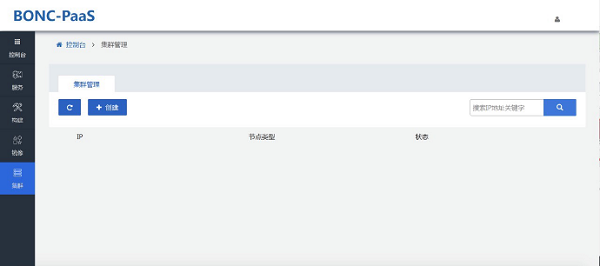 BONC-PaaS
控制台 > 集群管理
控制台
服务
构建
镜像
集群
集群管理
创建
搜索IP地址关键字
IP 节点类型 状态